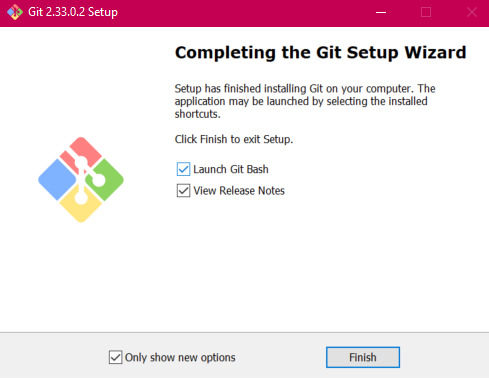 Git 2.33.0.2 Setup
Completing the Git Setup Wizard
Setup has finished installing Git on your computer. The
application may be launched by selecting the installed
shortcuts.
Click Finish to exit Setup.
Launch Git Bash
View Release Notes
Only show new options
Finish